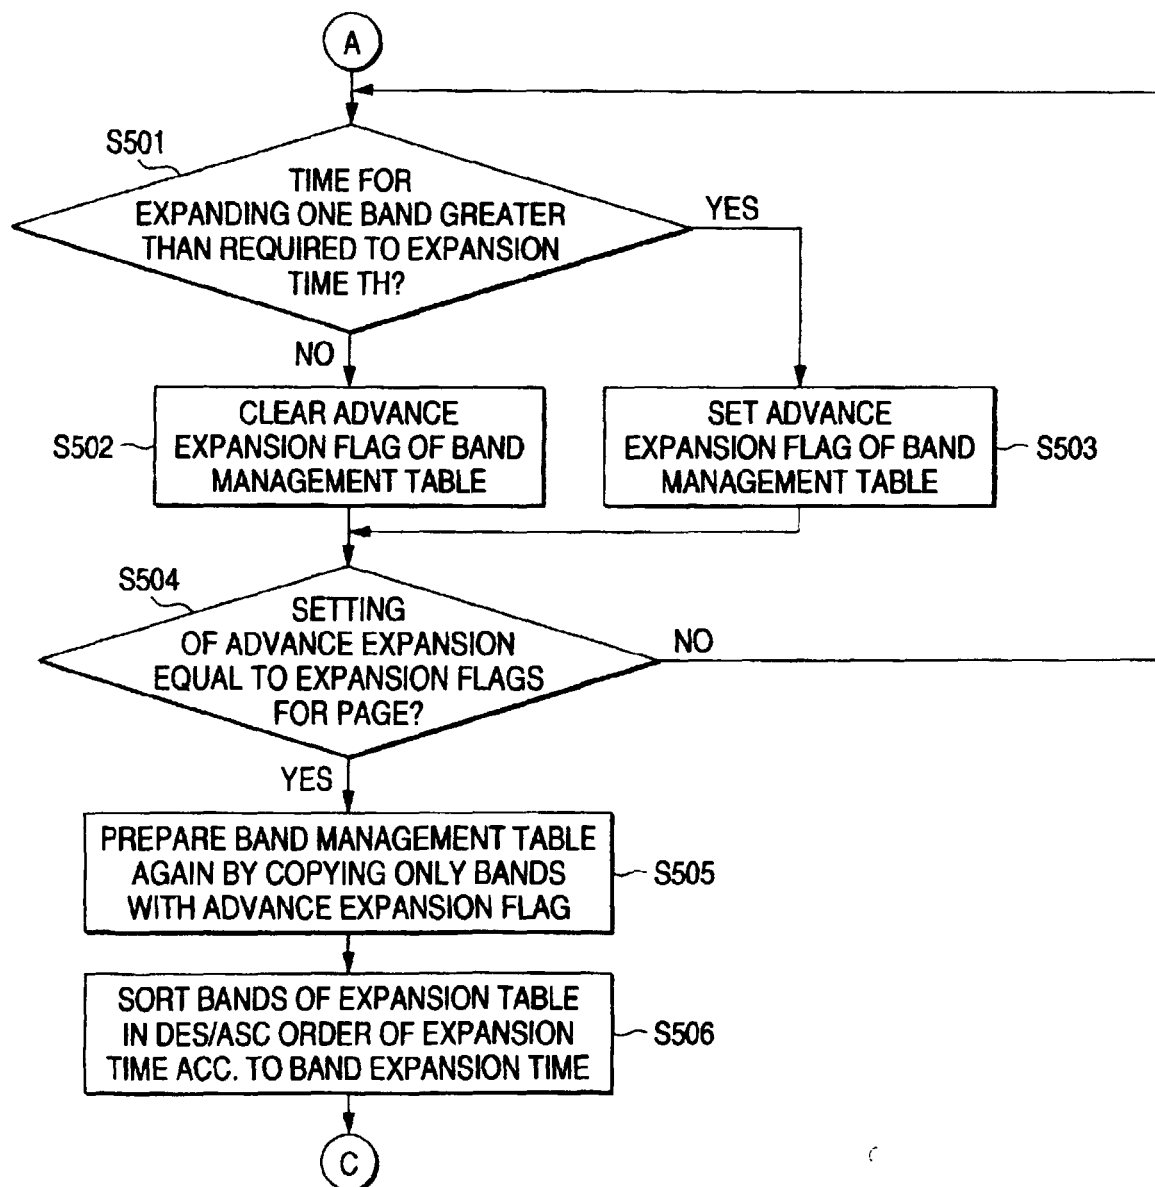 A
S501
TIME FOR
EXPANDING ONE BAND GREATER
THAN REQUIRED TO EXPANSION
TIME TH?
YES
NO
S502
CLEAR ADVANCE
EXPANSION FLAG OF BAND
MANAGEMENT TABLE
SET ADVANCE
EXPANSION FLAG OF BAND
MANAGEMENT TABLE
S503
S504
SETTING
OF ADVANCE EXPANSION
EQUAL TO EXPANSION FLAGS
FOR PAGE?
NO
YES
PREPARE BAND MANAGEMENT TABLE
AGAIN BY COPYING ONLY BANDS
WITH ADVANCE EXPANSION FLAG
S505
SORT BANDS OF EXPANSION TABLE
IN DES/ASC ORDER OF EXPANSION
TIME ACC. TO BAND EXPANSION TIME
S506
C